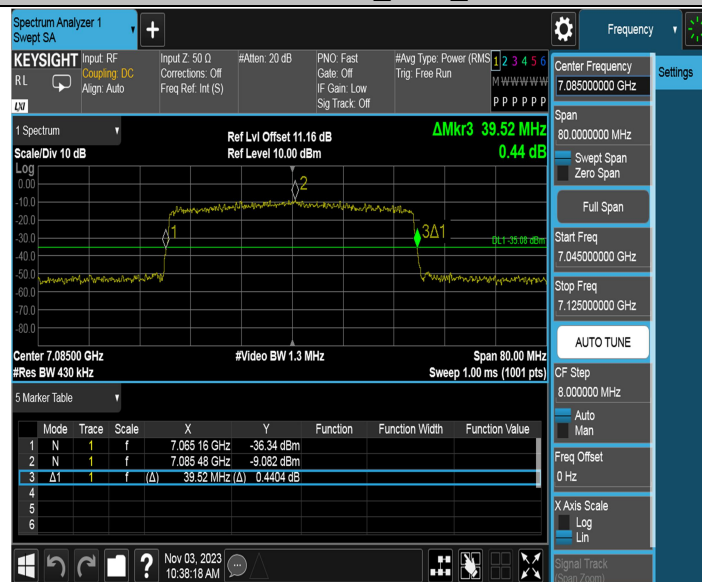 Spectrum Analyzer 1
Swept SA
+
Frequency
KEYSIGHT
RL
LXI
Input: RF
Coupling: DC
Align: Auto
Input Z: 50 Ω
Corrections: Off
Freq Ref: Int (S)
#Atten: 20 dB
PNO: Fast
Gate: Off
IF Gain: Low
Sig Track: Off
#Avg Type: Power (RMS
Trig: Free Run
1 2 3 4 5 6
M W W W W W
P P P P P P
Settings
1 Spectrum
Scale/Div 10 dB
Ref Lvl Offset 11.16 dB
Ref Level 10.00 dBm
ΔMkr3 39.52 MHz
0.44 dB
Log
0.00
-10.0
-20.0
-30.0
-40.0
-50.0
-60.0
-70.0
-80.0
2
1
3Δ1
DL1 -35.08 dBm
Center 7.08500 GHz
#Res BW 430 kHz
#Video BW 1.3 MHz
Span 80.00 MHz
Sweep 1.00 ms (1001 pts)
5 Marker Table
Mode Trace Scale X Y Function Function Width Function Value
1 N 1 f 7.065 16 GHz -36.34 dBm
2 N 1 f 7.085 48 GHz -9.082 dBm
3 Δ1 1 f (Δ) 39.52 MHz (Δ) 0.4404 dB
4
5
6
Nov 03, 2023
10:38:18 AM
?
Center Frequency
7.085000000 GHz
Span
80.0000000 MHz
Swept Span
Zero Span
Full Span
Start Freq
7.045000000 GHz
Stop Freq
7.125000000 GHz
AUTO TUNE
CF Step
8.000000 MHz
Auto
Man
Freq Offset
0 Hz
X Axis Scale
Log
Lin
Signal Track
(Span Zoom)